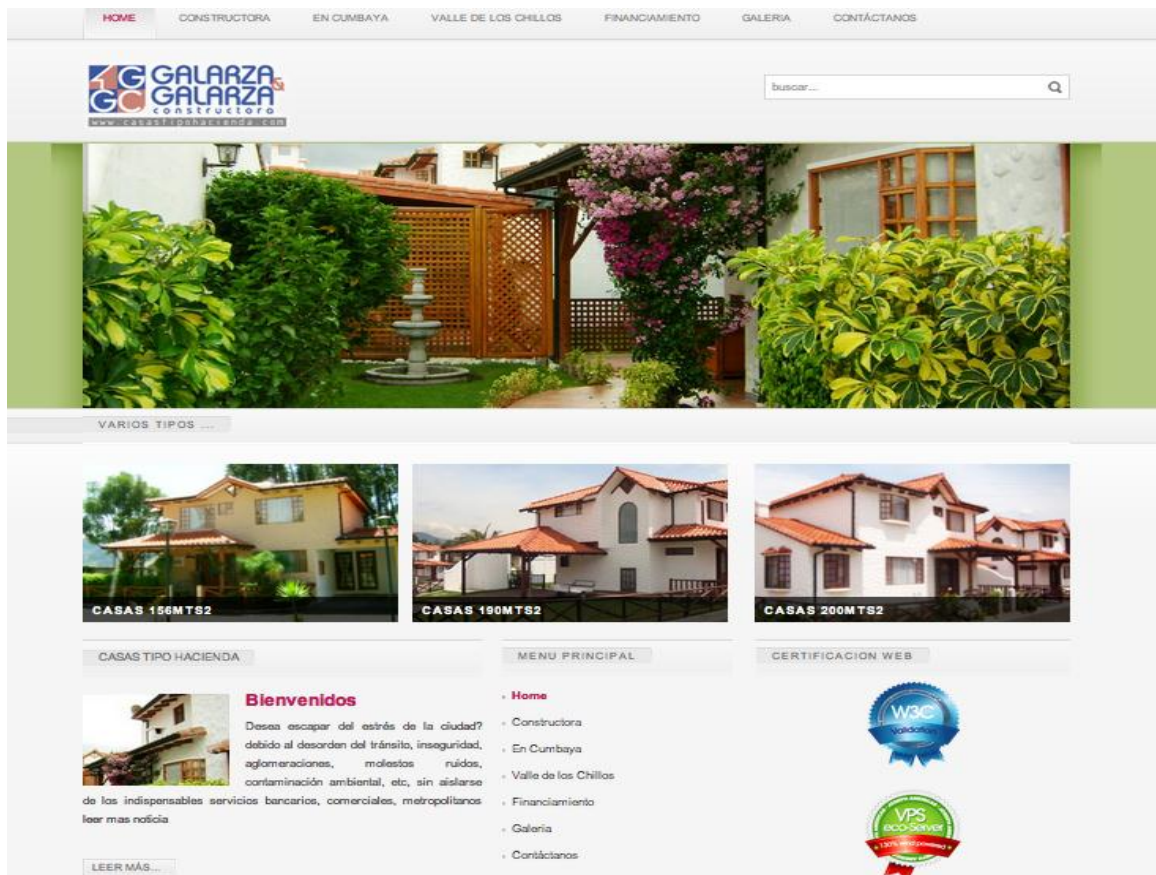 HOME CONSTRUCTORA EN CUMBAYA VALLE DE LOS CHILLOS FINANCIAMIENTO GALERIA CONTÁCTANOS
GALARZA &
GALARZA
constructora
www.casastipohacienda.com
buscar...
VARIOS TIPOS ...
CASAS 156MTS2
CASAS 190MTS2
CASAS 200MTS2
CASAS TIPO HACIENDA
Bienvenidos
Desea escapar del estrés de la ciudad?
debido al desorden del tránsito, inseguridad,
aglomeraciones, molestos ruidos,
contaminación ambiental, etc, sin aislarse
de los indispensables servicios bancarios, comerciales, metropolitanos
leer mas noticia
LEER MÁS...
MENU PRINCIPAL
Home
Constructora
En Cumbaya
Valle de los Chillos
Financiamiento
Galeria
Contáctanos
CERTIFICACION WEB
W3C
Validation
VPS
eco-Server
130% wind powered